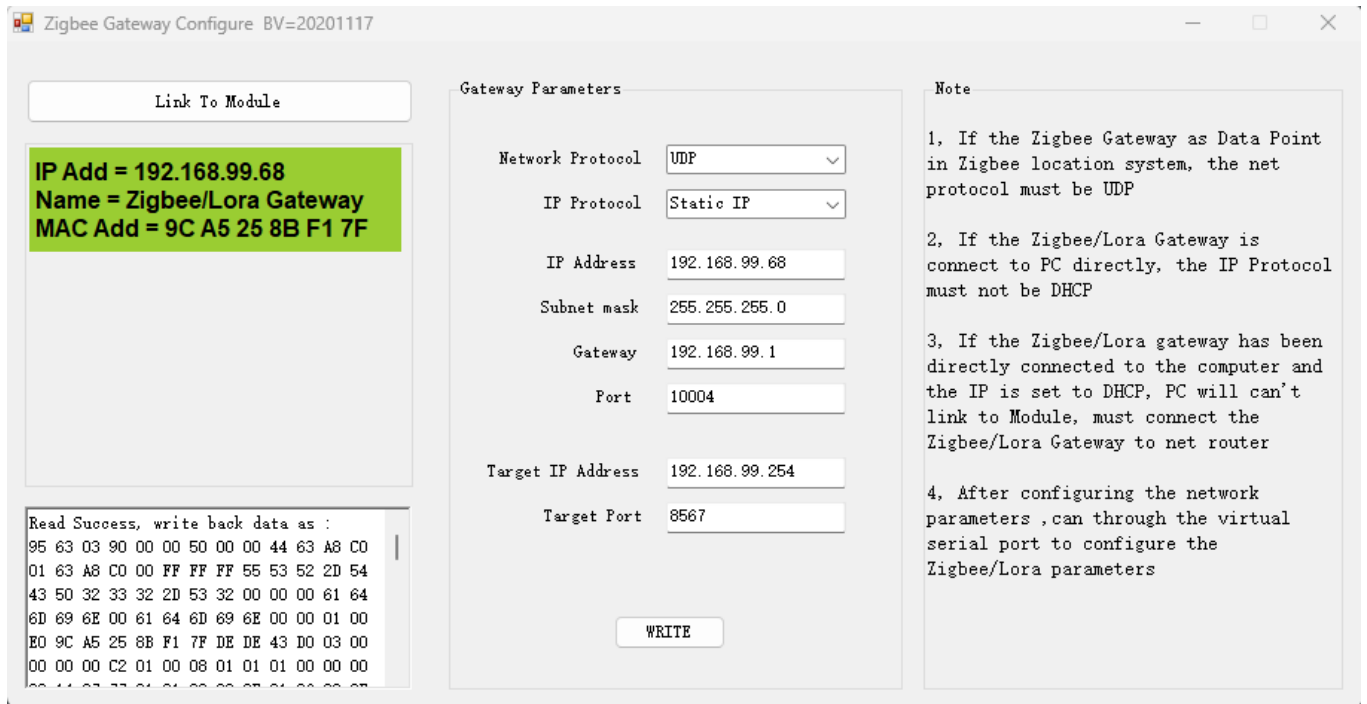 Zigbee Gateway Configure BV=20201117
Link To Module
IP Add = 192.168.99.68
Name = Zigbee/Lora Gateway
MAC Add = 9C A5 25 8B F1 7F
Read Success, write back data as :
95 63 03 90 00 00 50 00 00 44 63 A8 C0
01 63 A8 C0 00 FF FF FF 55 53 52 2D 54
43 50 32 33 32 2D 53 32 00 00 00 61 64
6D 69 6E 00 61 64 6D 69 6E 00 00 01 00
E0 9C A5 25 8B F1 7F DE DE 43 D0 03 00
00 00 00 C2 01 00 08 01 01 01 00 00 00
Gateway Parameters
Network Protocol UDP
IP Protocol Static IP
IP Address 192.168.99.68
Subnet mask 255.255.255.0
Gateway 192.168.99.1
Port 10004
Target IP Address 192.168.99.254
Target Port 8567
WRITE
Note
1, If the Zigbee Gateway as Data Point
in Zigbee location system, the net
protocol must be UDP
2, If the Zigbee/Lora Gateway is
connect to PC directly, the IP Protocol
must not be DHCP
3, If the Zigbee/Lora gateway has been
directly connected to the computer and
the IP is set to DHCP, PC will can't
link to Module, must connect the
Zigbee/Lora Gateway to net router
4, After configuring the network
parameters ,can through the virtual
serial port to configure the
Zigbee/Lora parameters